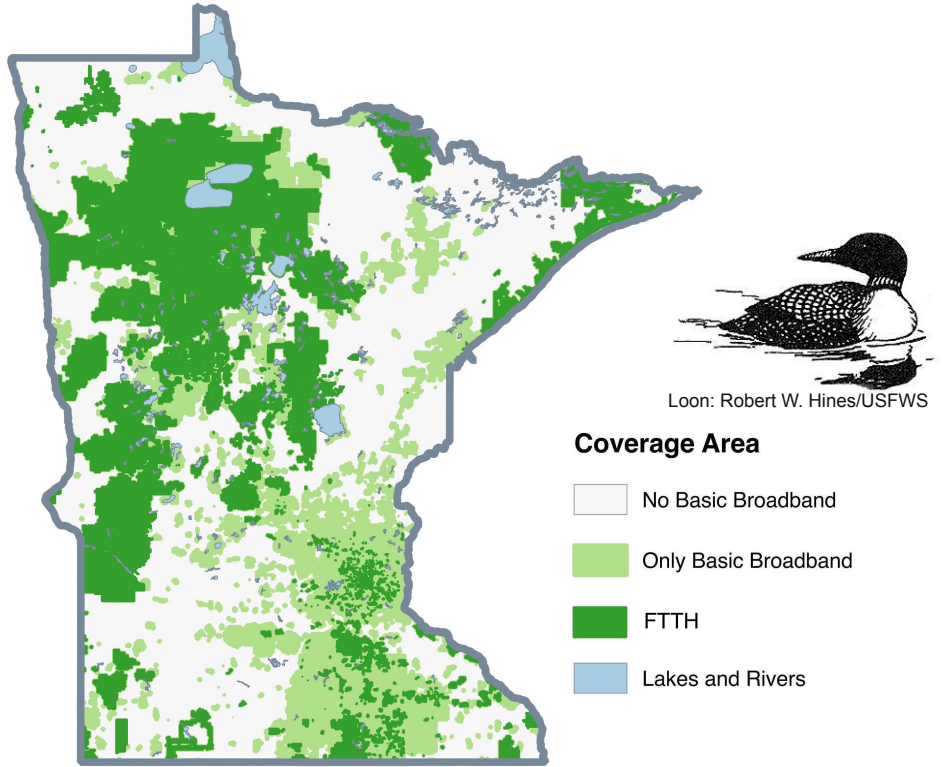 Loon: Robert W. Hines/USFWS
Coverage Area
No Basic Broadband
Only Basic Broadband
FTTH
Lakes and Rivers